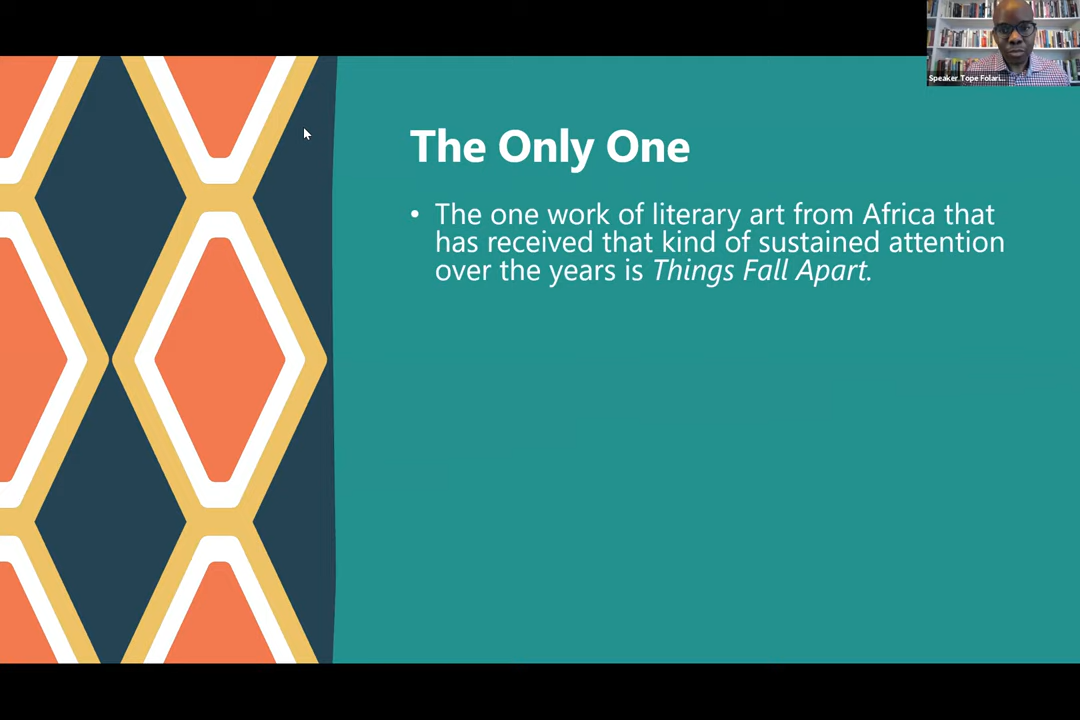 Speaker Tope Folari...
The Only One
• The one work of literary art from Africa that
has received that kind of sustained attention
over the years is Things Fall Apart.